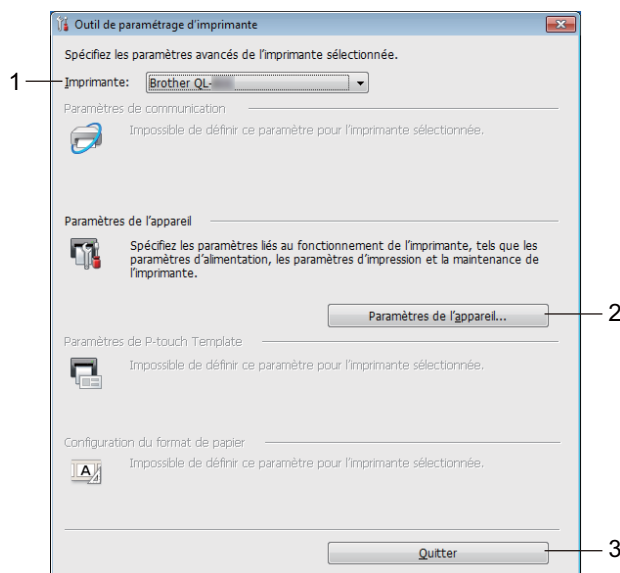 Outil de paramétrage d'imprimante
Spécifiez les paramètres avancés de l'imprimante sélectionnée.
1
Imprimante:
Brother QL-
Paramètres de communication
Impossible de définir ce paramètre pour l'imprimante sélectionnée.
Paramètres de l'appareil
Spécifiez les paramètres liés au fonctionnement de l'imprimante, tels que les
paramètres d'alimentation, les paramètres d'impression et la maintenance de
l'imprimante.
Paramètres de l'appareil...
2
Paramètres de P-touch Template
Impossible de définir ce paramètre pour l'imprimante sélectionnée.
Configuration du format de papier
A
Impossible de définir ce paramètre pour l'imprimante sélectionnée.
Quitter
3